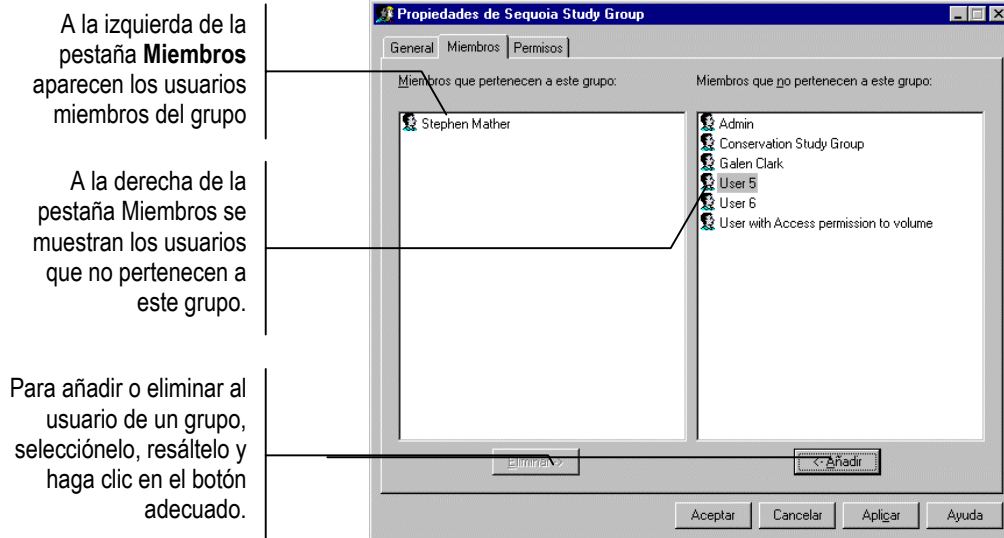 A la izquierda de la
pestaña Miembros
aparecen los usuarios
miembros del grupo
A la derecha de la
pestaña Miembros se
muestran los usuarios
que no pertenecen a
este grupo.
Para añadir o eliminar al
usuario de un grupo,
selecciónelo, resáltelo y
haga clic en el botón
adecuado.
Propiedades de Sequoia Study Group
General Miembros Permisos
Miembros que pertenecen a este grupo:
Stephen Mather
Miembros que no pertenecen a este grupo:
Admin
Conservation Study Group
Galen Clark
User 5
User 6
User with Access permission to volume
Eliminar->
<- Añadir
Aceptar Cancelar Aplicar Ayuda